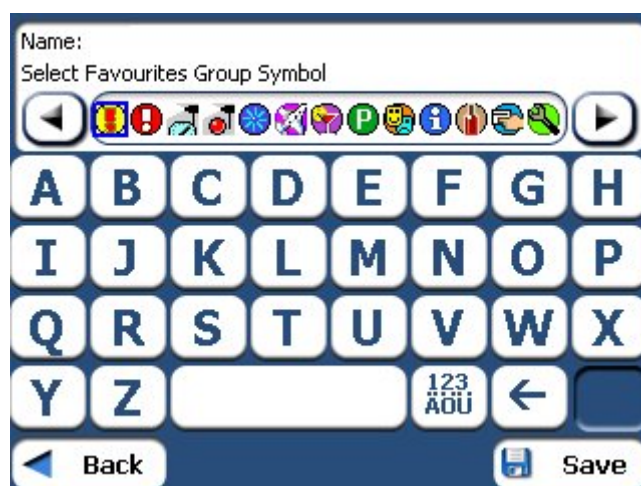 Name:
Select Favourites Group Symbol
P i
A B C D E F G H
I J K L M N O P
Q R S T U V W X
Y Z 123
ÄÖÜ
Back Save